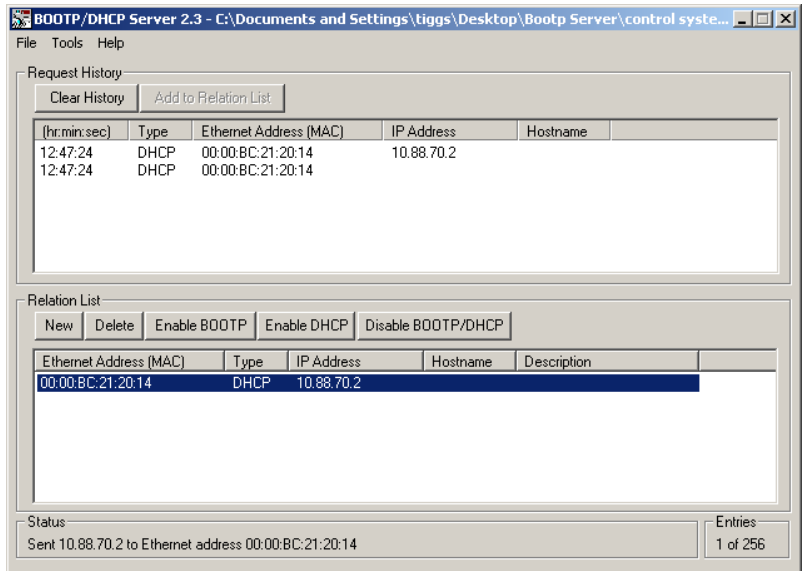 BOOTP/DHCP Server 2.3 - C:\Documents and Settings\tiggs\Desktop\Bootp Server\control syste...
File Tools Help
Request History
Clear History Add to Relation List
(hr:min:sec) Type Ethernet Address (MAC) IP Address Hostname
12:47:24 DHCP 00:00:BC:21:20:14 10.88.70.2
12:47:24 DHCP 00:00:BC:21:20:14
Relation List
New Delete Enable BOOTP Enable DHCP Disable BOOTP/DHCP
Ethernet Address (MAC) Type IP Address Hostname Description
00:00:BC:21:20:14 DHCP 10.88.70.2
Status Entries
Sent 10.88.70.2 to Ethernet address 00:00:BC:21:20:14 1 of 256